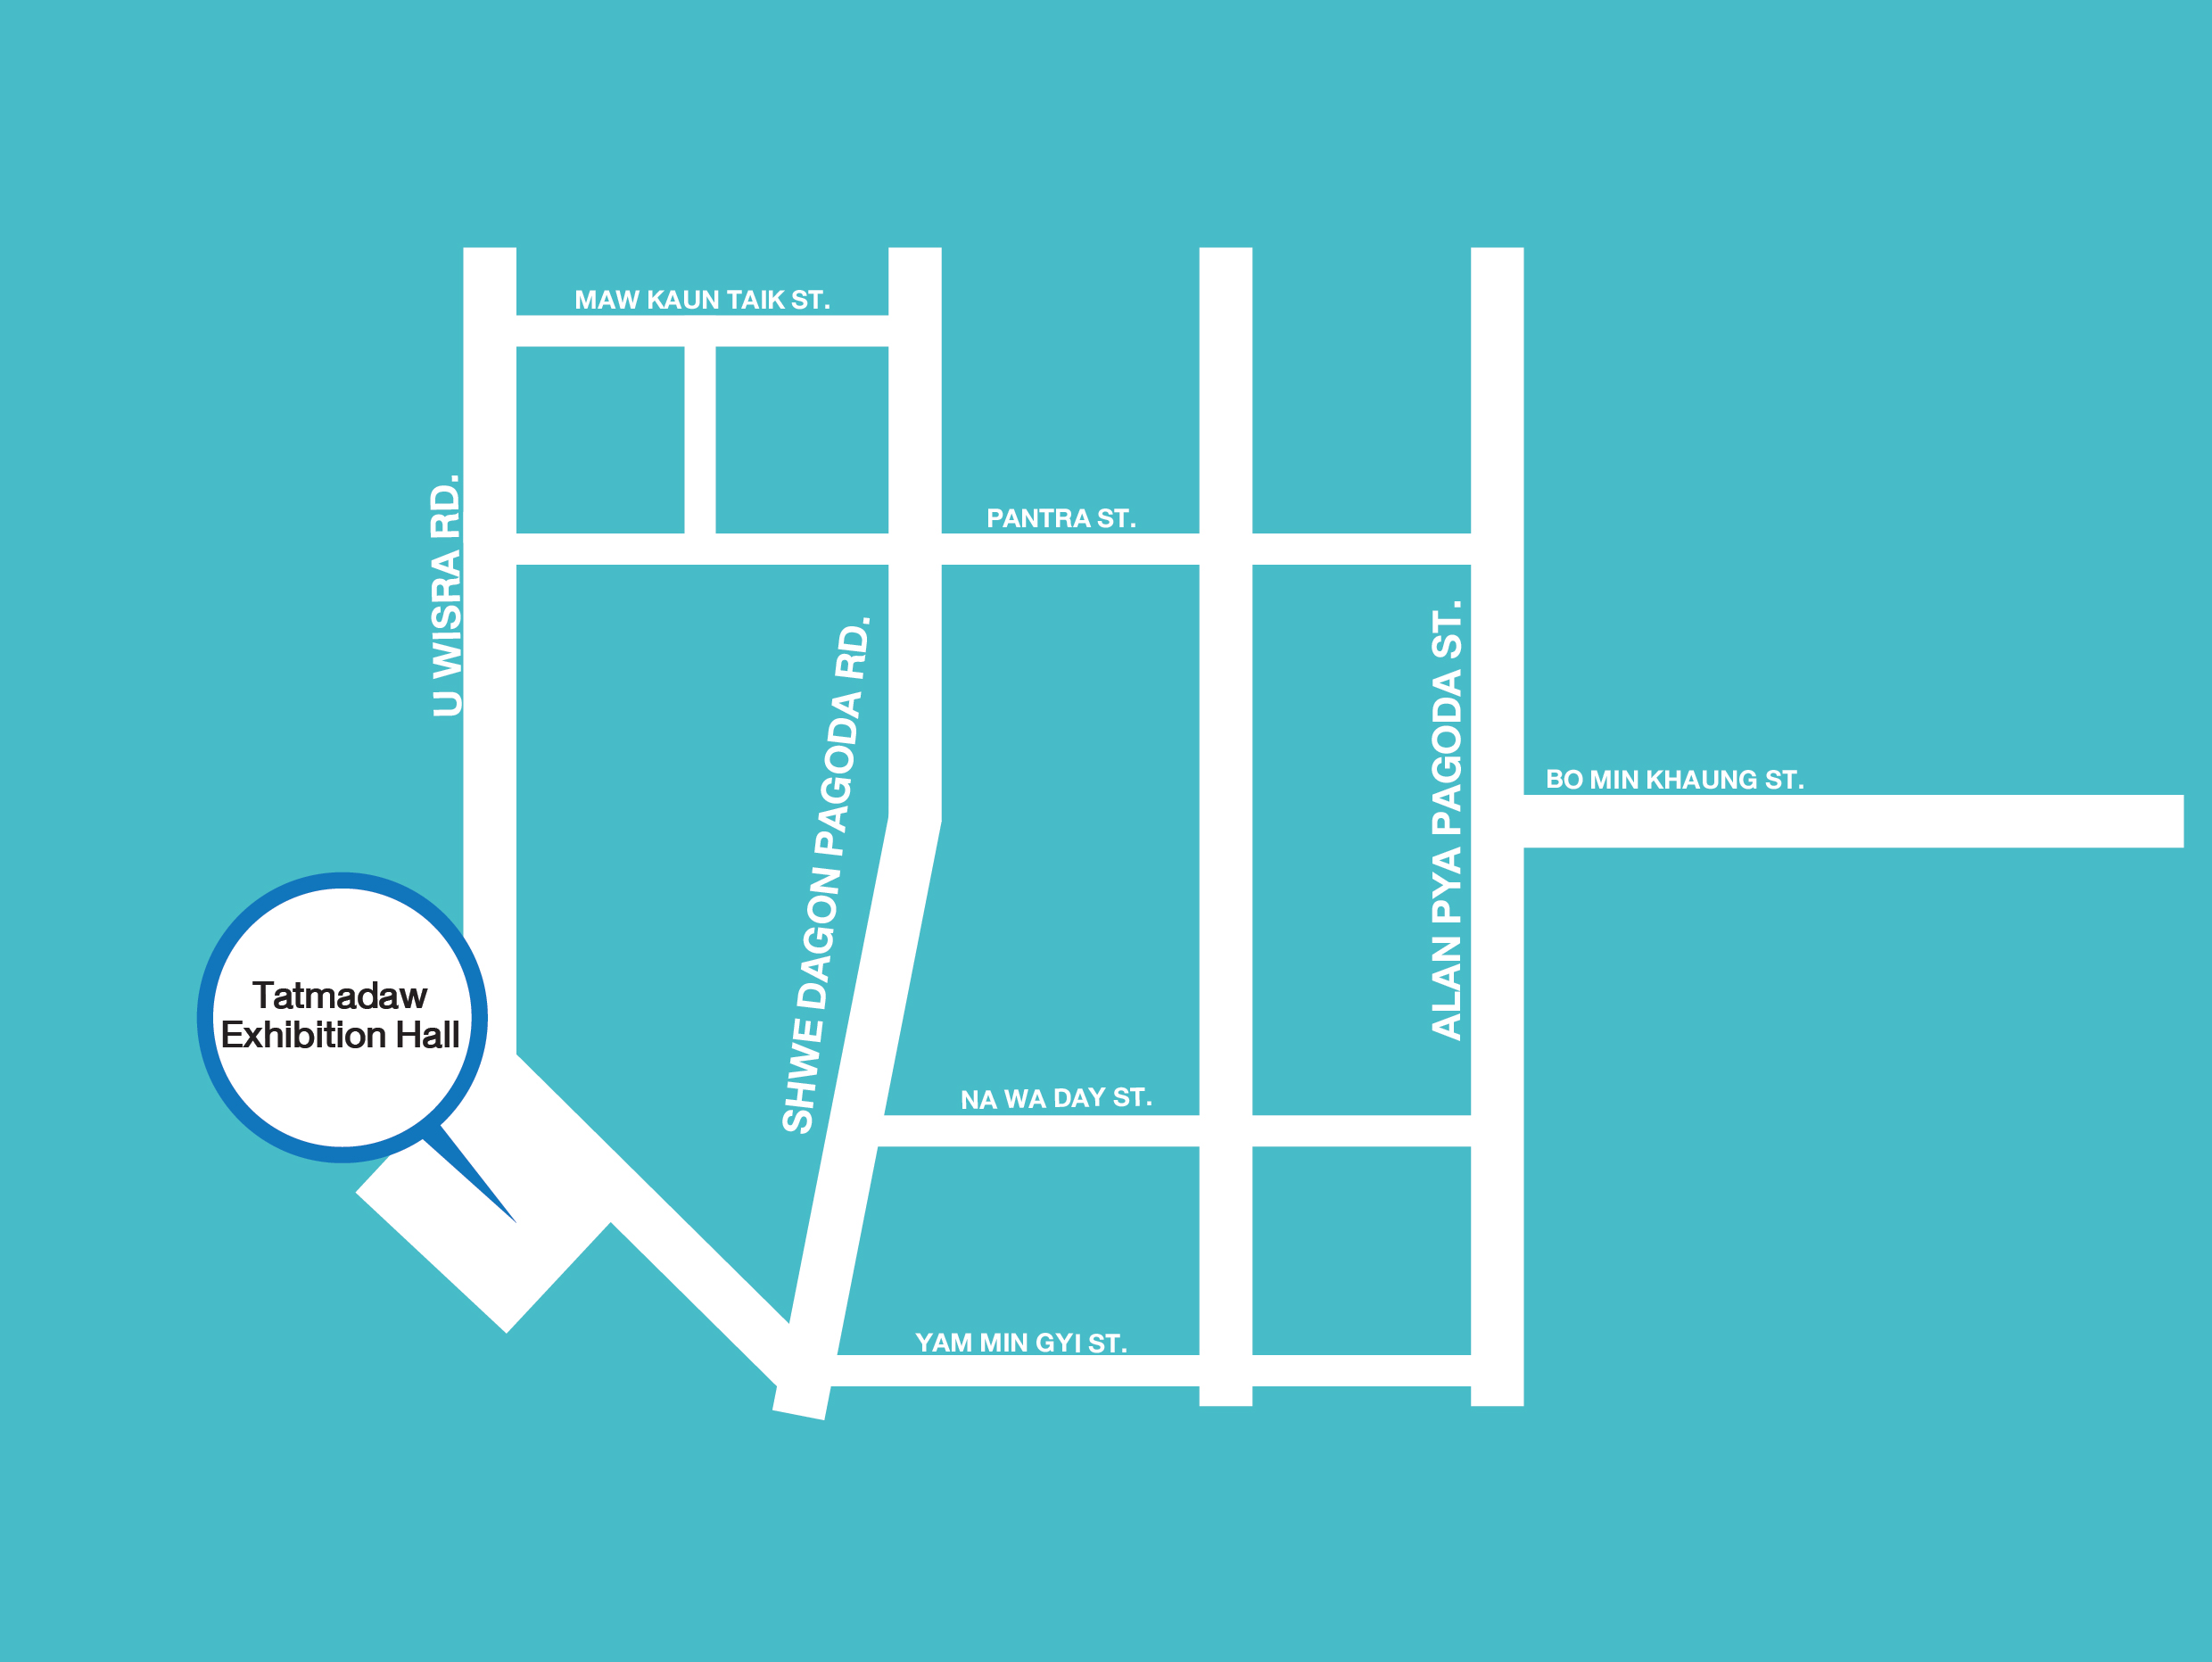 MAW KAUN TAIK ST.
PANTRA ST.
U WISRA RD.
SHWE DAGON PAGODA RD.
ALAN PYA PAGODA ST.
BO MIN KHAUNG ST.
Tatmadaw
Exhibition Hall
NA WA DAY ST.
YAM MIN GYI ST.